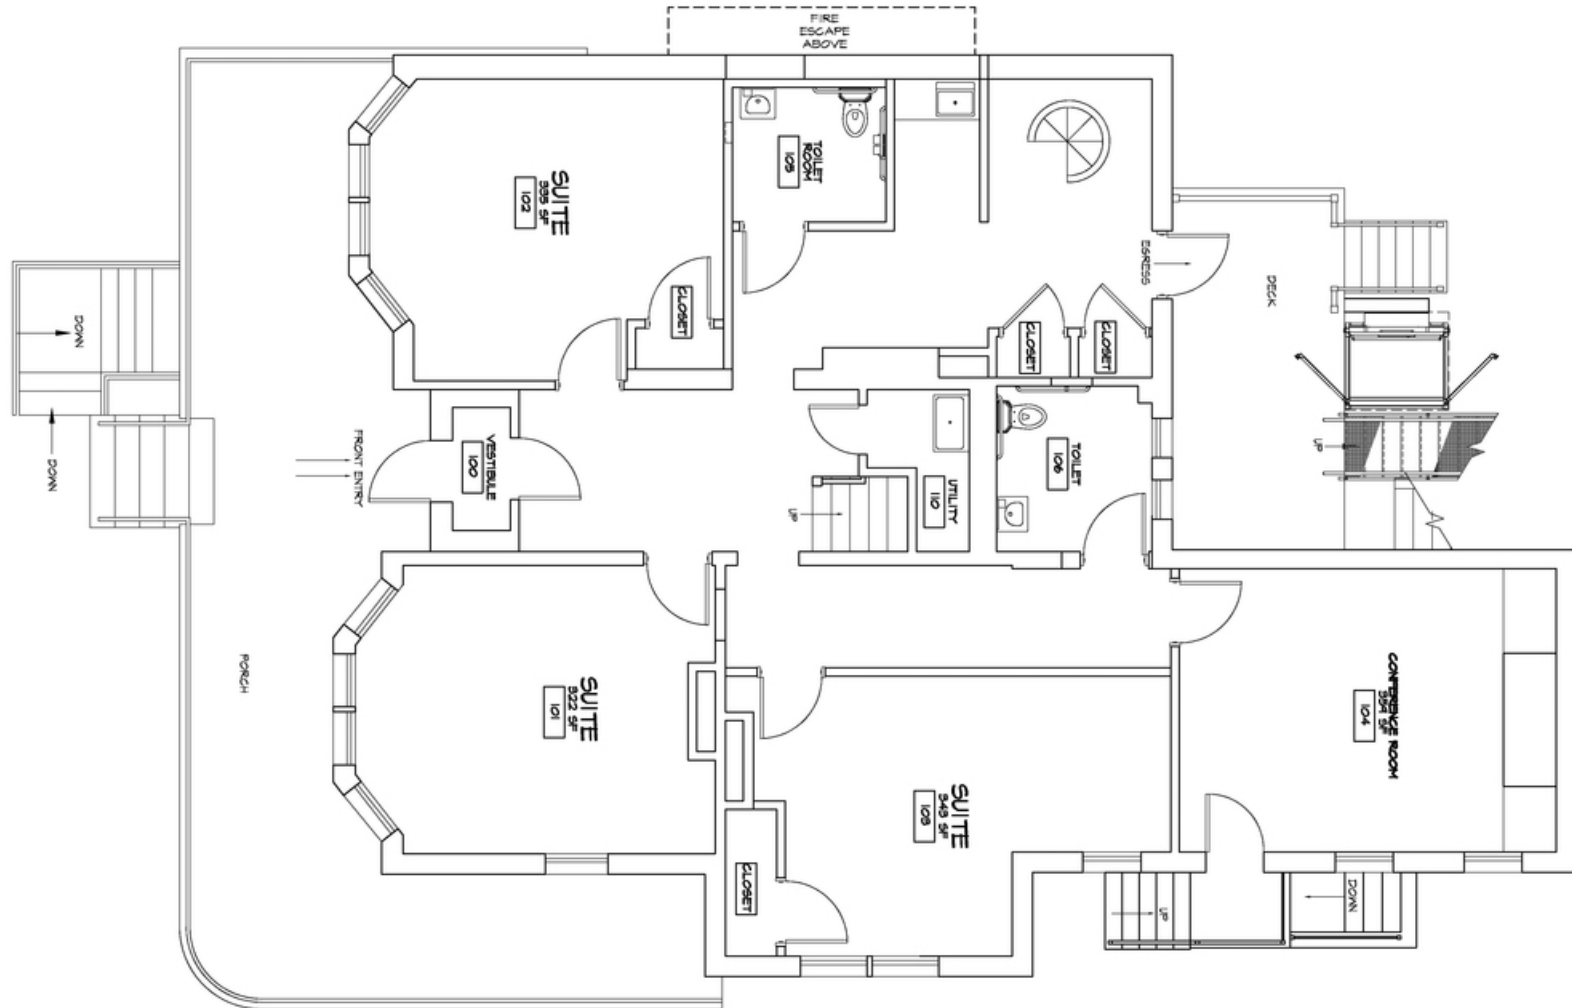 FIRE
ESCAPE
ABOVE
TOILET
ROOM
105
SUITE
335 SF
102
CLOSET
EGRESS
DECK
CLOSET
CLOSET
DOWN
DOWN
FRONT ENTRY
VESTIBULE
100
UP
UTILITY
110
TOILET
106
UP
PORCH
SUITE
322 SF
101
CONFERENCE ROOM
354 SF
104
SUITE
343 SF
103
CLOSET
UP
DOWN